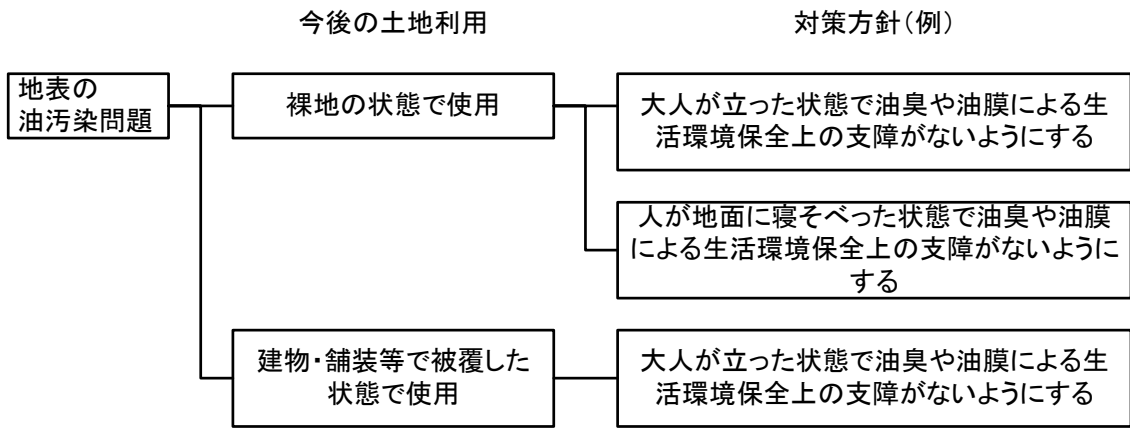 今後の土地利用
対策方針(例)
地表の
油汚染問題
裸地の状態で使用
大人が立った状態で油臭や油膜による生
活環境保全上の支障がないようにする
人が地面に寝そべった状態で油臭や油膜
による生活環境保全上の支障がないように
する
建物・舗装等で被覆した
状態で使用
大人が立った状態で油臭や油膜による生
活環境保全上の支障がないようにする